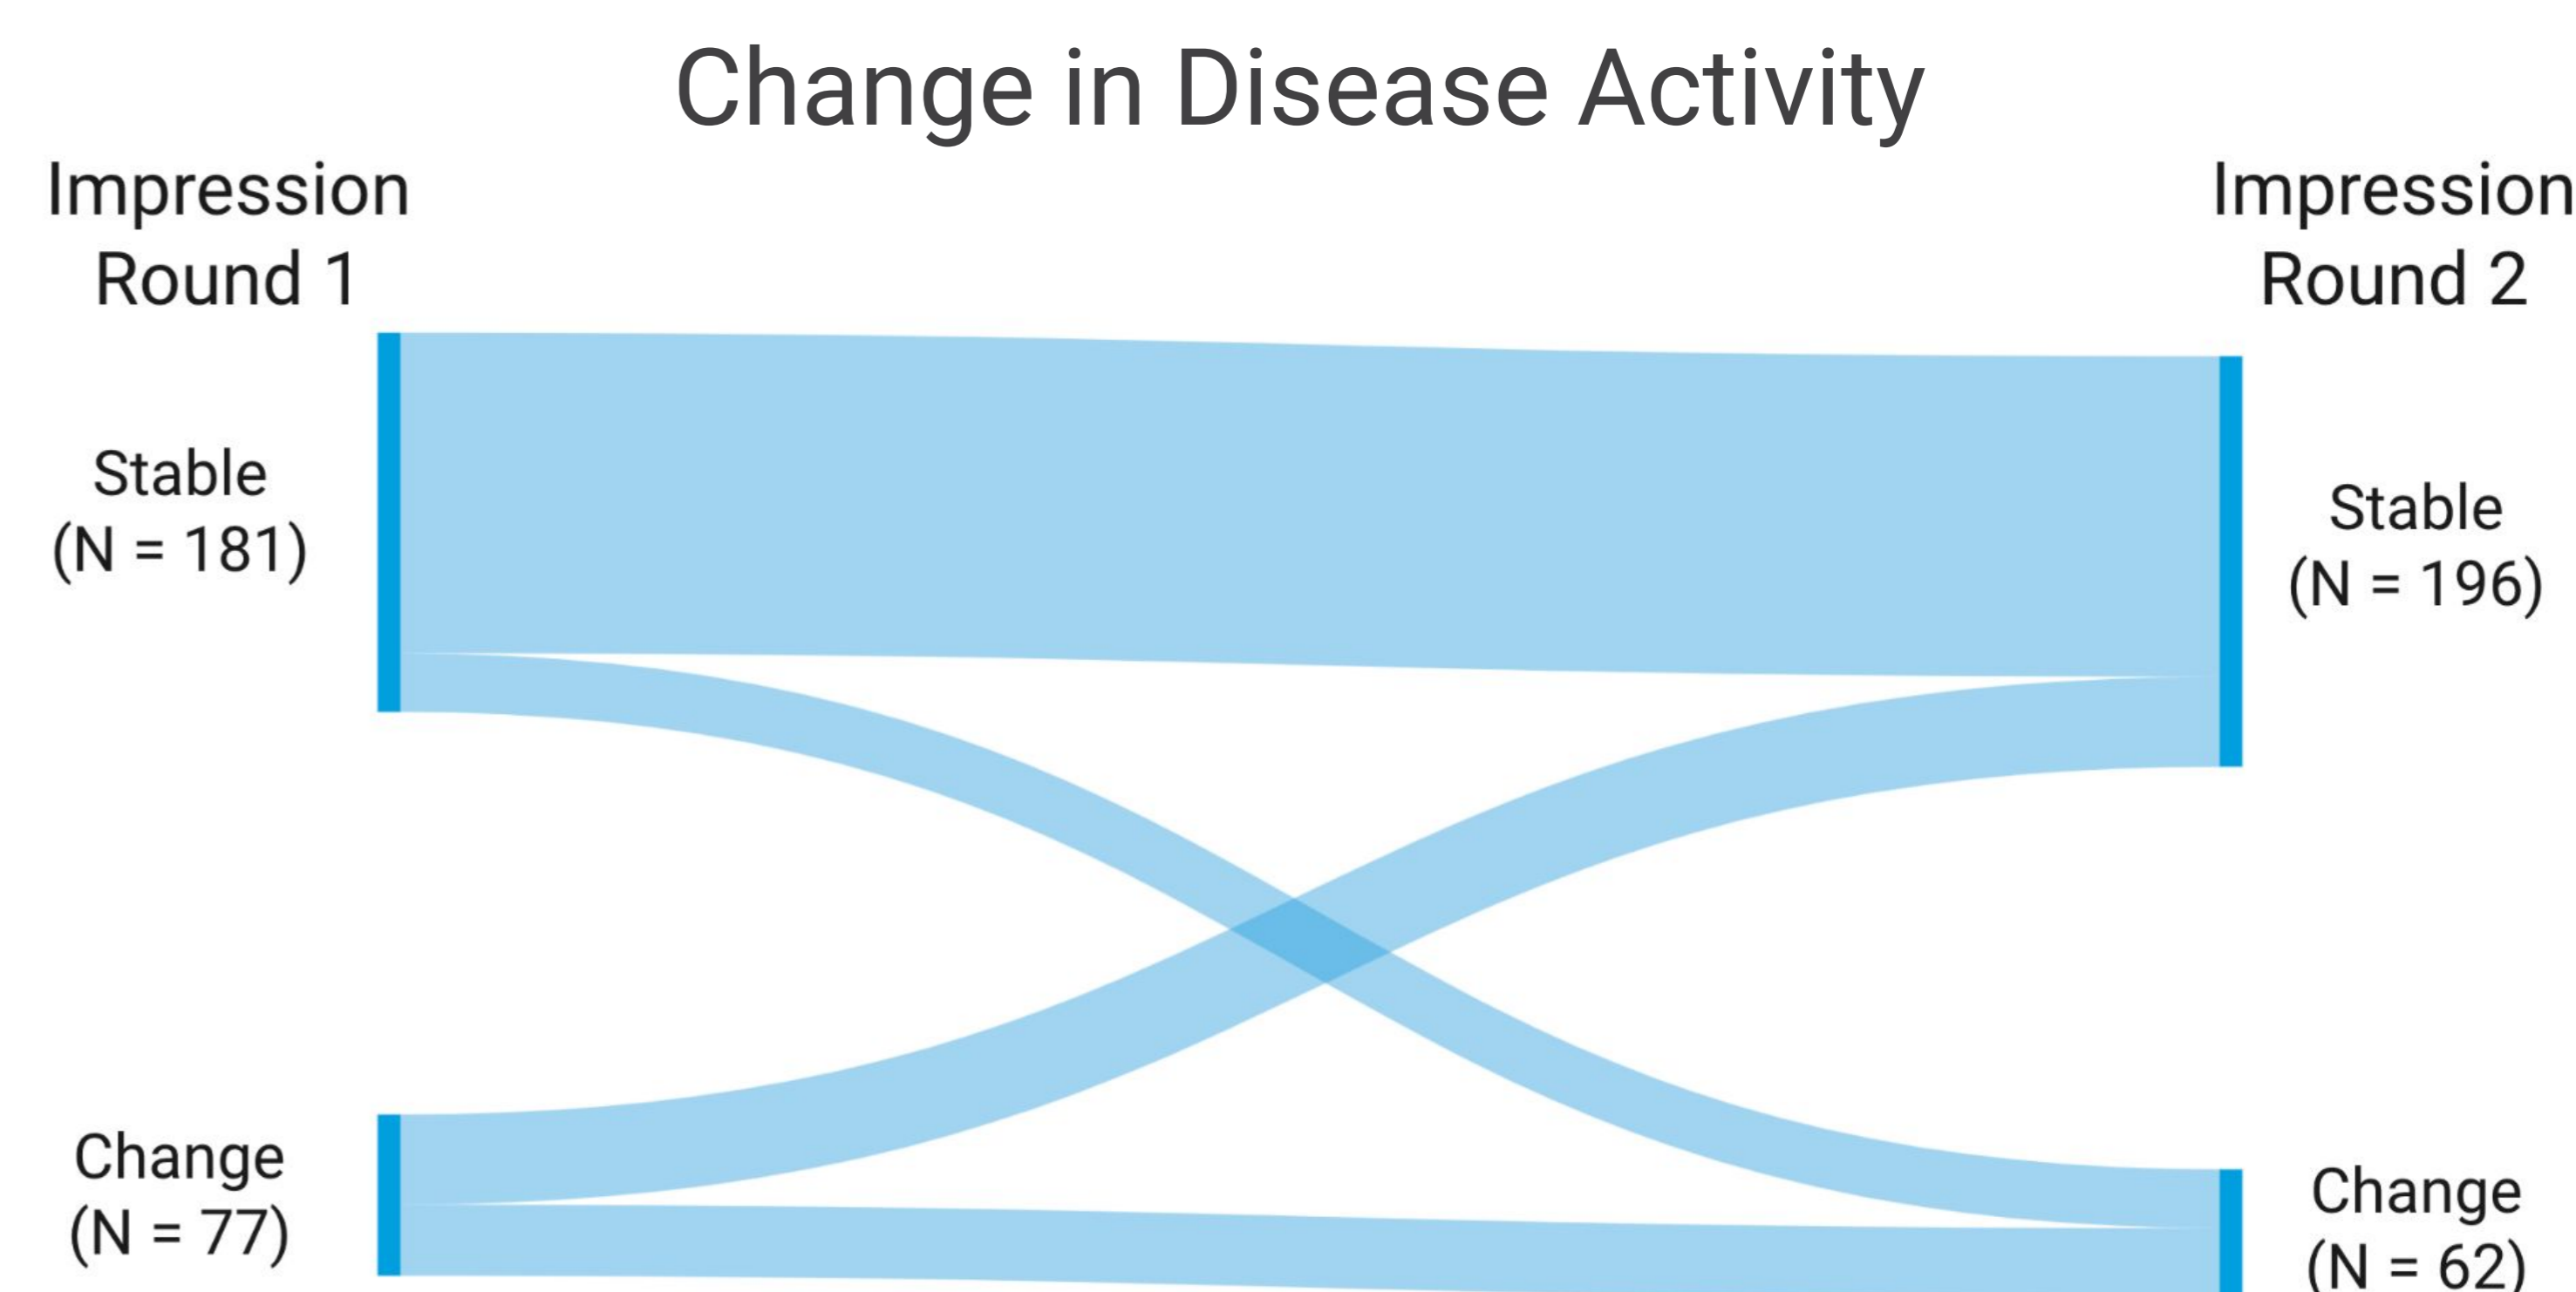 Change in Disease Activity
Impression
Round 1
Impression
Round 2
Stable
(N = 181)
Stable
(N = 196)
Change
(N = 77)
Change
(N = 62)